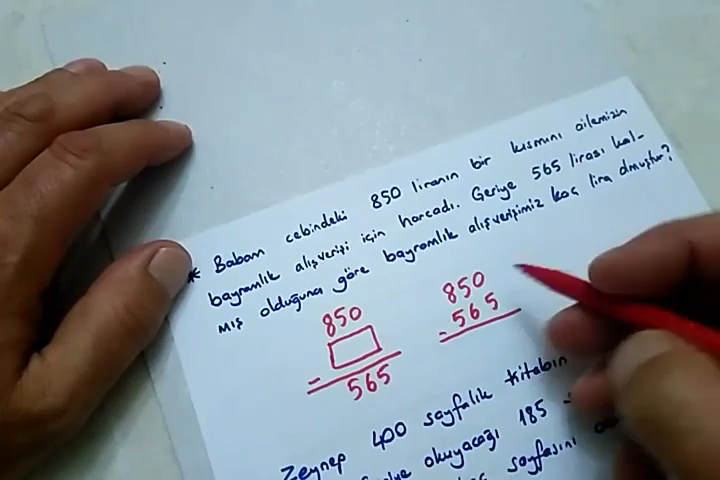 * Babam cebindeki 850 liranın bir kısmını ailemizin
bayramlık alışverişi için harcadı. Geriye 565 lirası kal-
mış olduğuna göre bayramlık alışverişimiz kaç lira olmuştur?
850
-
565
850
- 565
Zeynep 400 sayfalık kitabın
okuyacağı 185
sayfasını